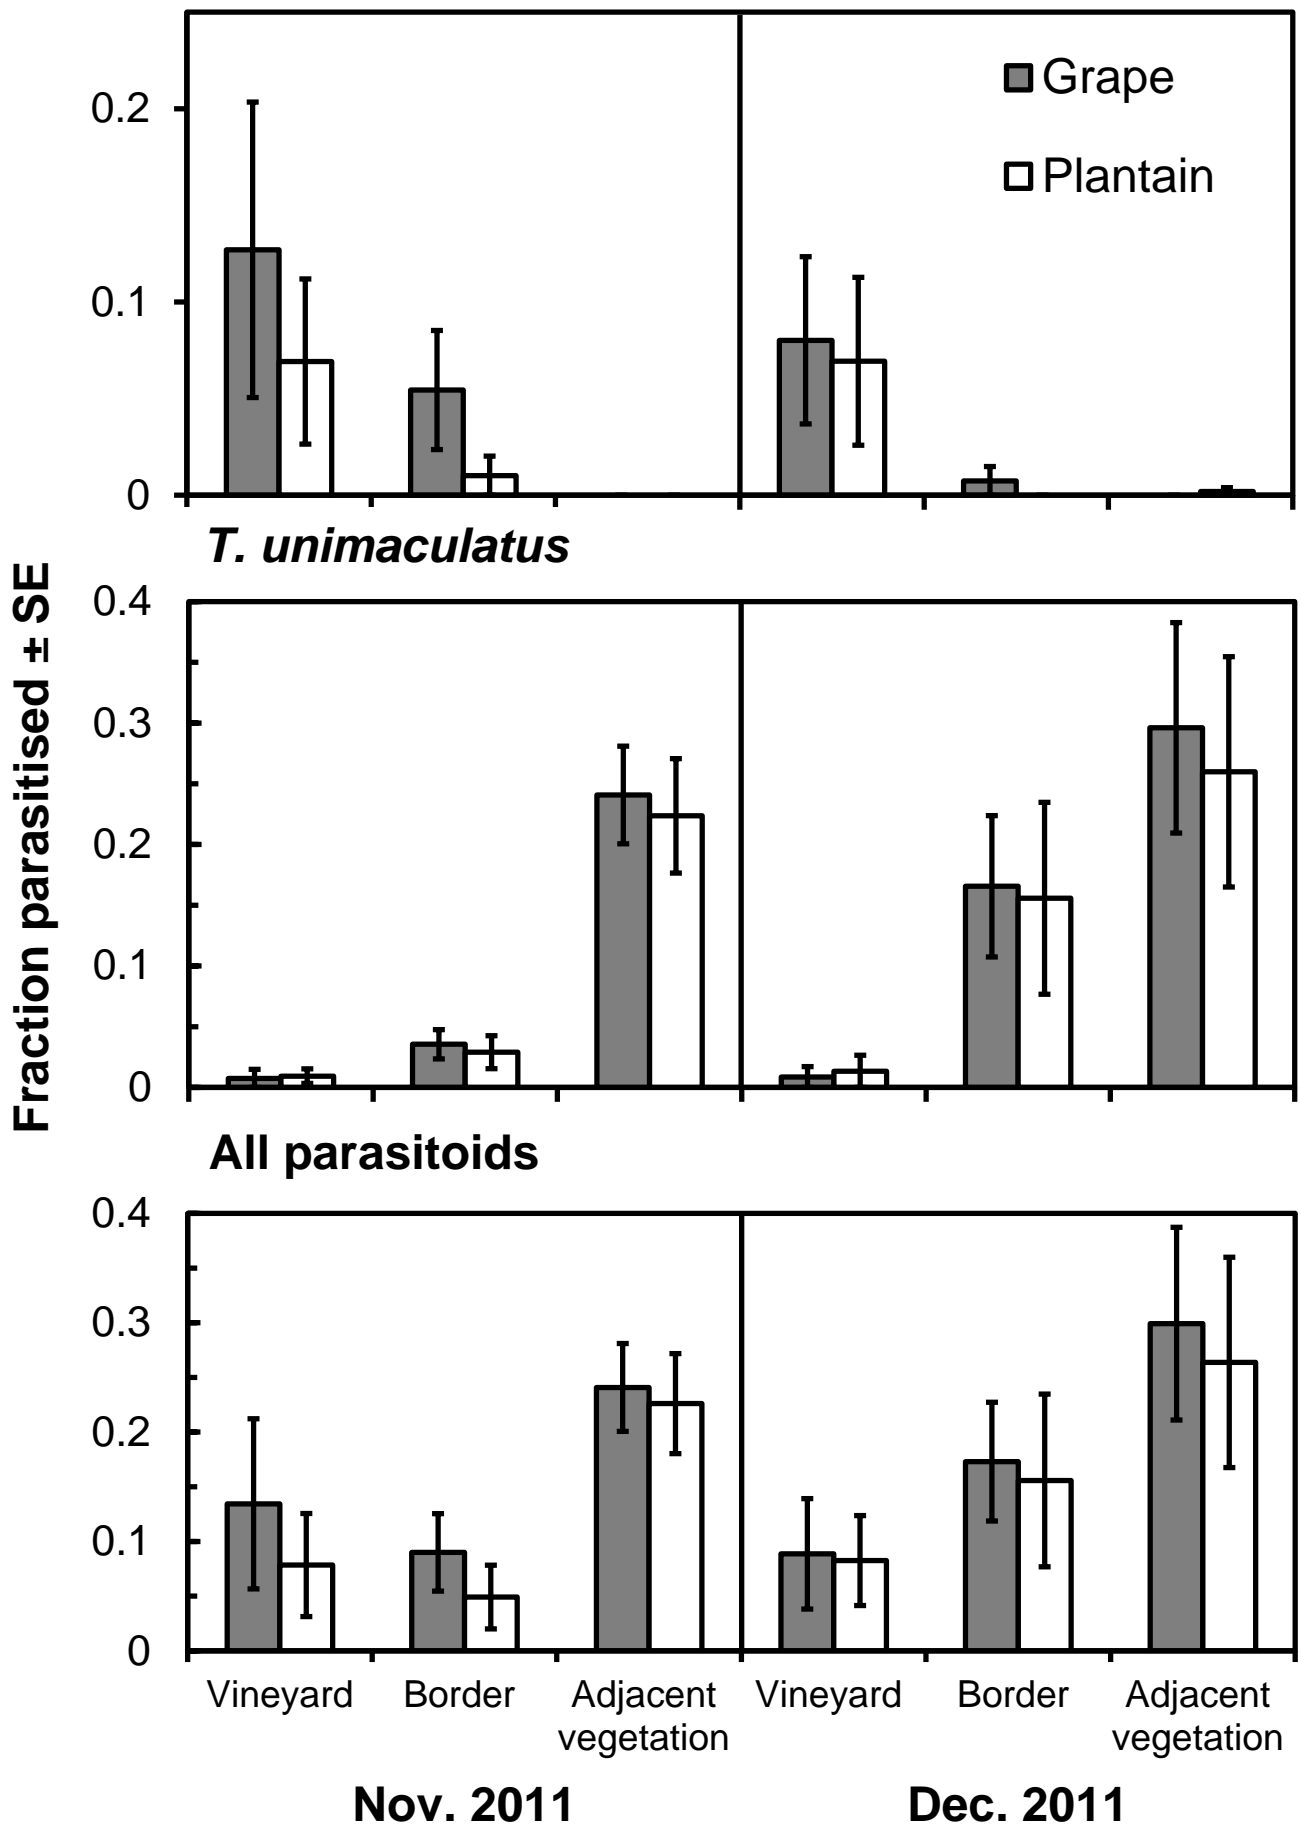 Grape
Plantain
0.2
0.1
0
T. unimaculatus
Fraction parasitised ± SE
0.4
0.3
0.2
0.1
0
All parasitoids
0.4
0.3
0.2
0.1
0
Vineyard Border Adjacent vegetation Vineyard Border Adjacent vegetation
Nov. 2011 Dec. 2011